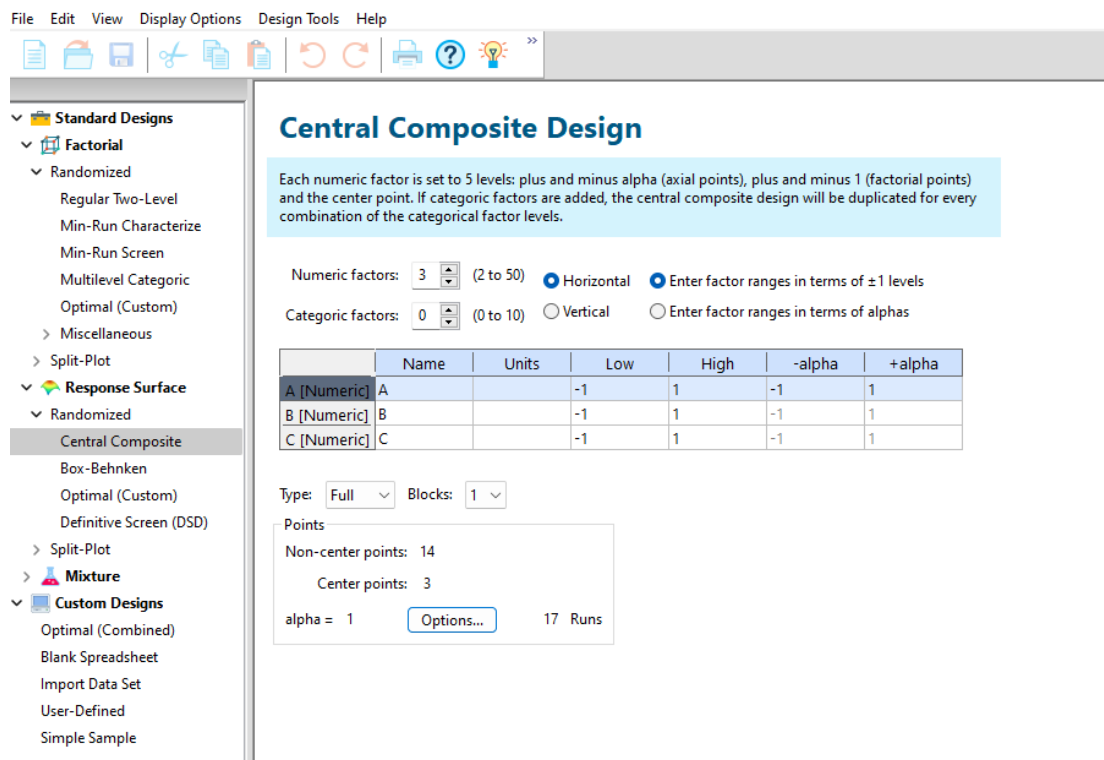 File Edit View Display Options Design Tools Help
»
Standard Designs
Factorial
Randomized
Regular Two-Level
Min-Run Characterize
Min-Run Screen
Multilevel Categoric
Optimal (Custom)
Miscellaneous
Split-Plot
Response Surface
Randomized
Central Composite
Box-Behnken
Optimal (Custom)
Definitive Screen (DSD)
Split-Plot
Mixture
Custom Designs
Optimal (Combined)
Blank Spreadsheet
Import Data Set
User-Defined
Simple Sample
Central Composite Design
Each numeric factor is set to 5 levels: plus and minus alpha (axial points), plus and minus 1 (factorial points)
and the center point. If categoric factors are added, the central composite design will be duplicated for every
combination of the categorical factor levels.
Numeric factors: 3 (2 to 50) Horizontal Enter factor ranges in terms of ±1 levels
Categoric factors: 0 (0 to 10) Vertical Enter factor ranges in terms of alphas
Name Units Low High -alpha +alpha
A [Numeric] A -1 1 -1 1
B [Numeric] B -1 1 -1 1
C [Numeric] C -1 1 -1 1
Type: Full Blocks: 1
Points
Non-center points: 14
Center points: 3
alpha = 1 Options... 17 Runs